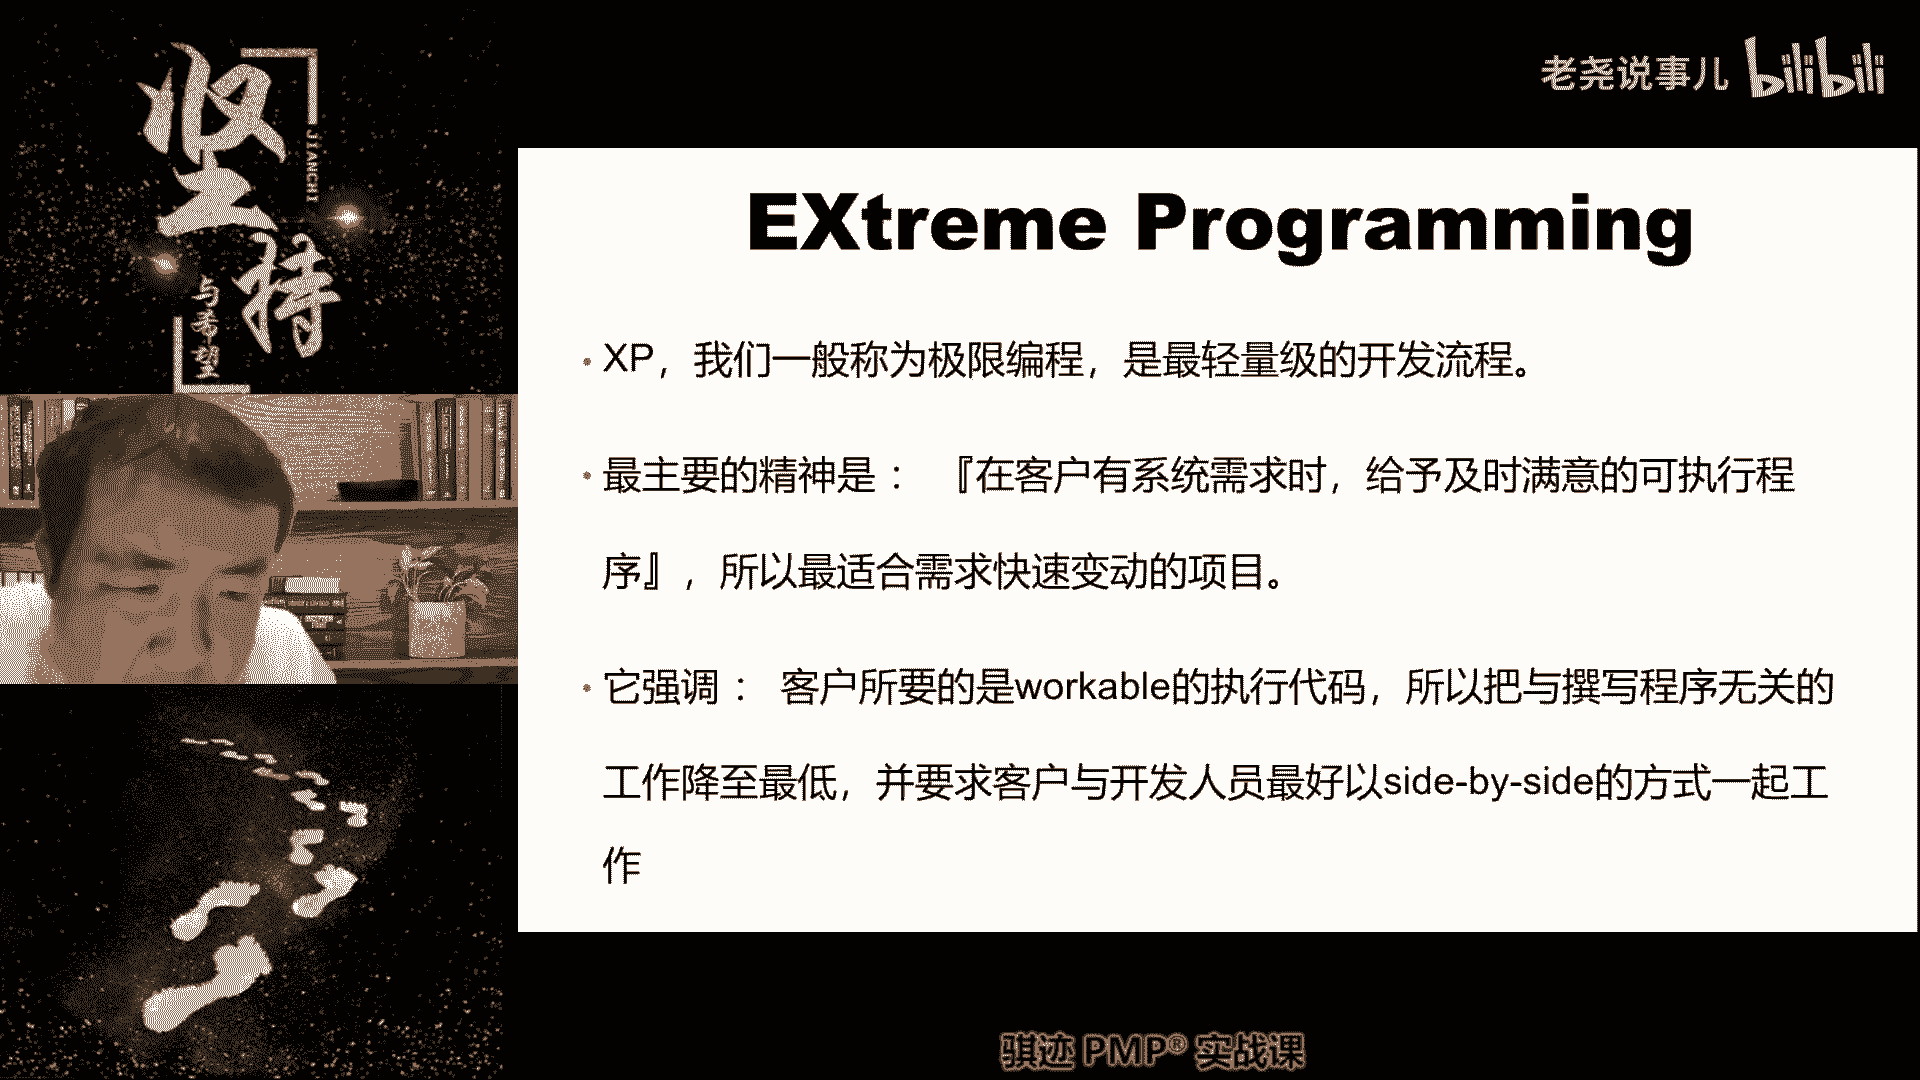 坚持
JIANCHI
与希望
老尧说事儿 bilibili
EXtreme Programming
• XP，我们一般称为极限编程，是最轻量级的开发流程。
• 最主要的精神是： 『在客户有系统需求时，给予及时满意的可执行程
序』，所以最适合需求快速变动的项目。
• 它强调： 客户所要的是workable的执行代码，所以把与撰写程序无关的
工作降至最低，并要求客户与开发人员最好以side-by-side的方式一起工
作
骐迹 PMP® 实战课